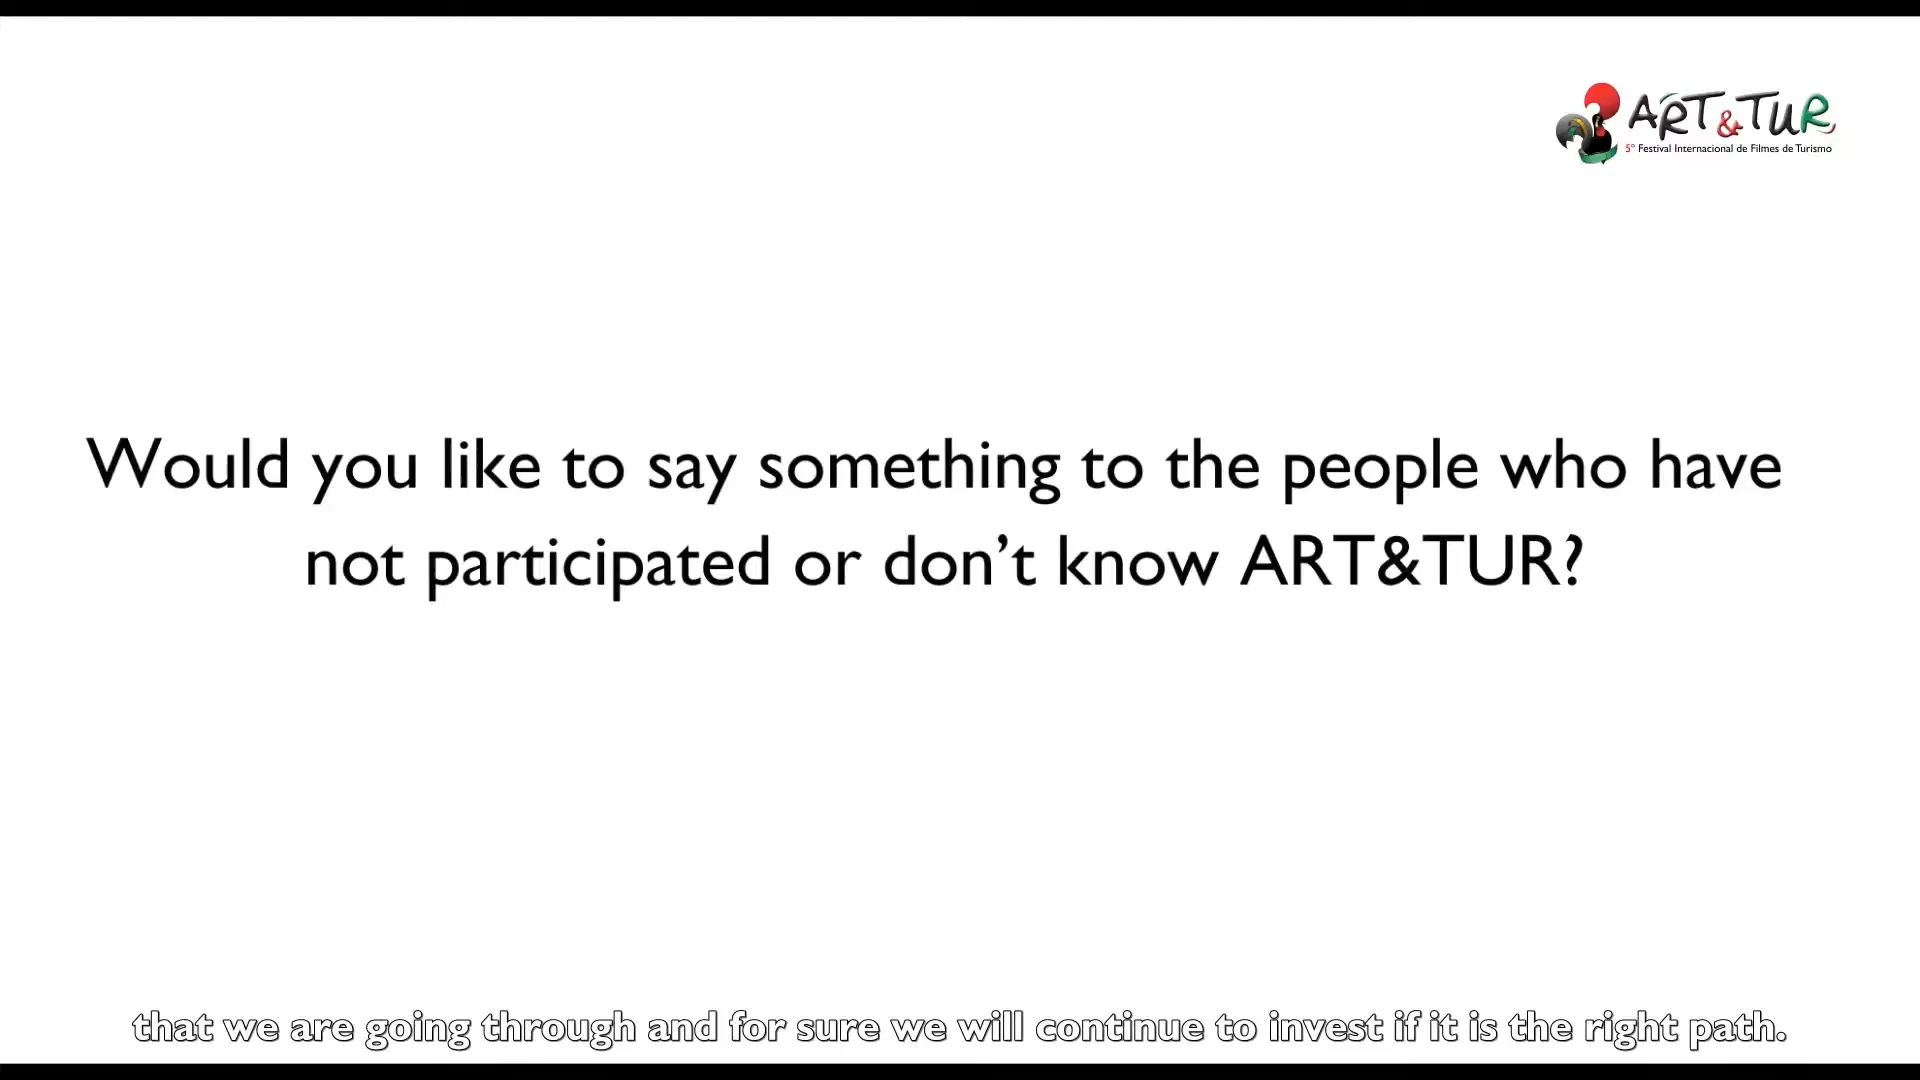 ART&TUR
5º Festival Internacional de Filmes de Turismo
Would you like to say something to the people who have
not participated or don’t know ART&TUR?
that we are going through and for sure we will continue to invest if it is the right path.